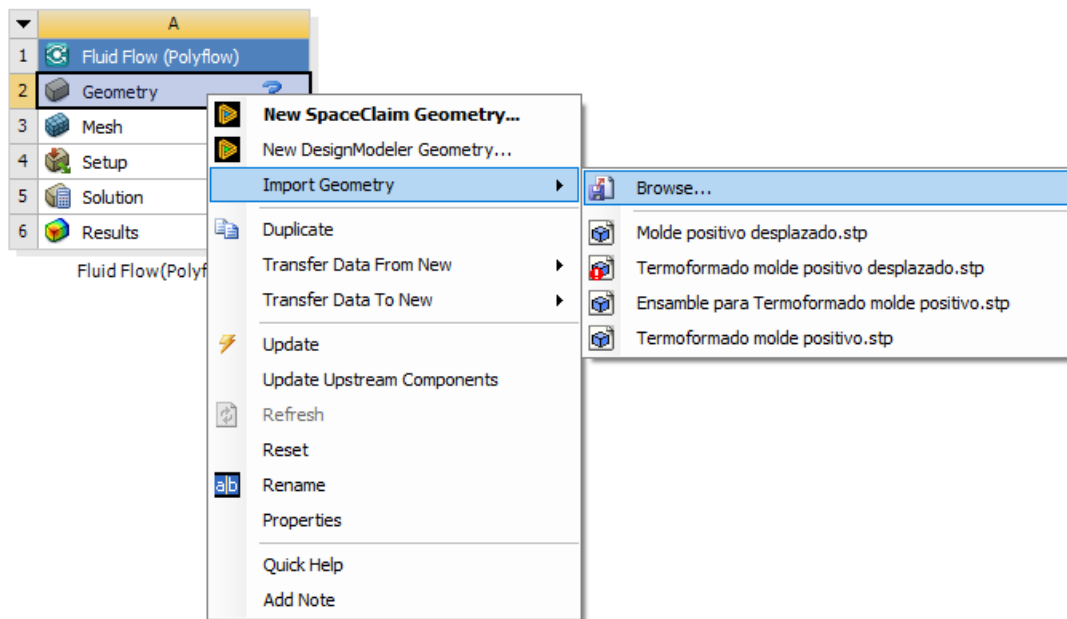 A
1 Fluid Flow (Polyflow)
2 Geometry ?
3 Mesh
4 Setup
5 Solution
6 Results
Fluid Flow(Polyf
New SpaceClaim Geometry...
New DesignModeler Geometry...
Import Geometry
Duplicate
Transfer Data From New
Transfer Data To New
Update
Update Upstream Components
Refresh
Reset
a|b Rename
Properties
Quick Help
Add Note
Browse...
Molde positivo desplazado.stp
Termoformado molde positivo desplazado.stp
Ensamble para Termoformado molde positivo.stp
Termoformado molde positivo.stp